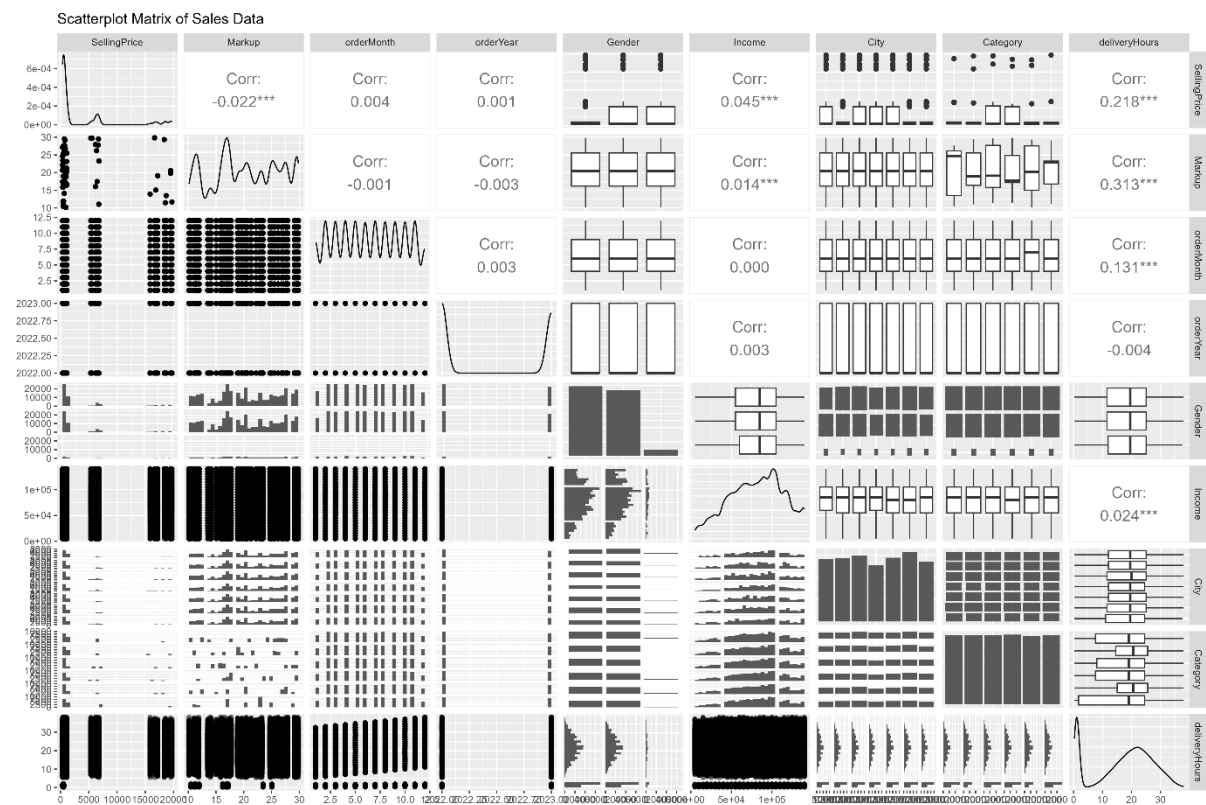 Scatterplot Matrix of Sales Data
SellingPrice Markup orderMonth orderYear Gender Income City Category deliveryHours
6e-04
4e-04
2e-04
0e+00
Corr:
-0.022***
Corr:
0.004
Corr:
0.001
Corr:
0.045***
Corr:
0.218***
SellingPrice
30
25
20
15
10
Corr:
-0.001
Corr:
-0.003
Corr:
0.014***
Corr:
0.313***
Markup
12.5
10.0
7.5
5.0
2.5
Corr:
0.003
Corr:
0.000
Corr:
0.131***
orderMonth
2023.00
2022.75
2022.50
2022.25
2022.00
Corr:
0.003
Corr:
-0.004
orderYear
20000
10000
0
20000
10000
0
20000
10000
0
Gender
1e+05
5e+04
0e+00
Corr:
0.024***
Income
City
Category
30
20
10
0
deliveryHours
0 5000 10000 15000 20000 10 15 20 25 30 2.5 5.0 7.5 10.0 5e+04 1e+05 0 10 20 30